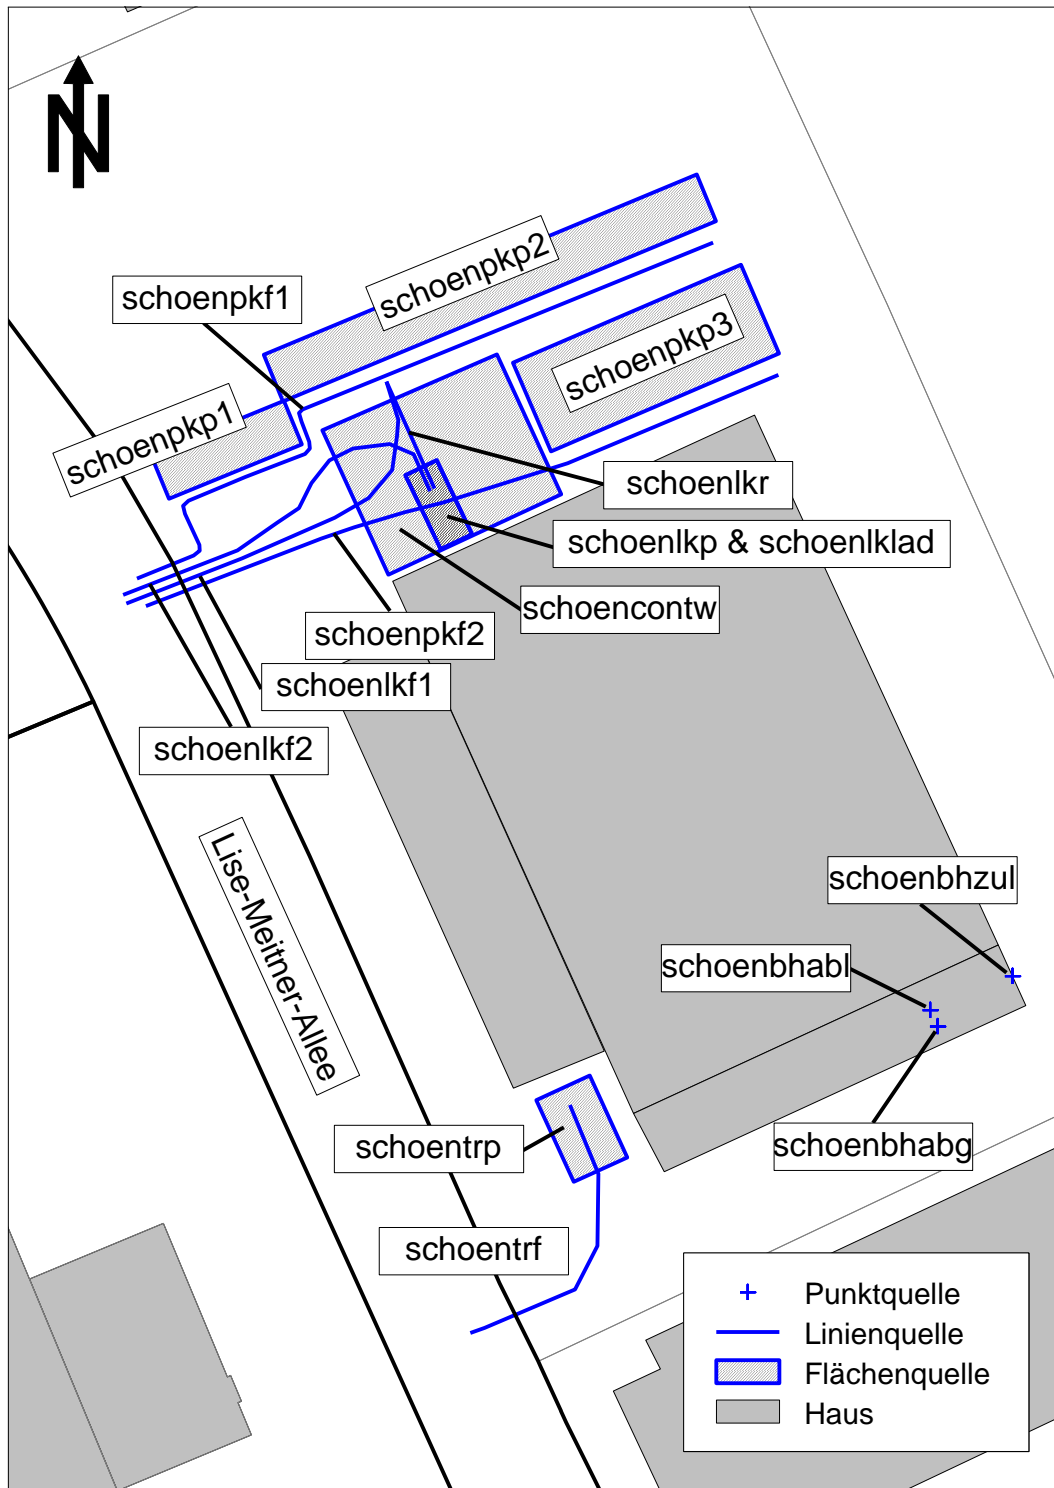 N
schoenpkp2
schoenpkf1
schoenpkp3
schoenpkp1
schoenlkr
schoenlkp & schoenlklad
schoencontw
schoenpkf2
schoenlkf1
schoenlkf2
Lise-Meitner-Allee
schoenbhzul
schoenbhabl
schoenbhabg
schoentrp
schoentrf
Punktquelle
Linienquelle
Flächenquelle
Haus